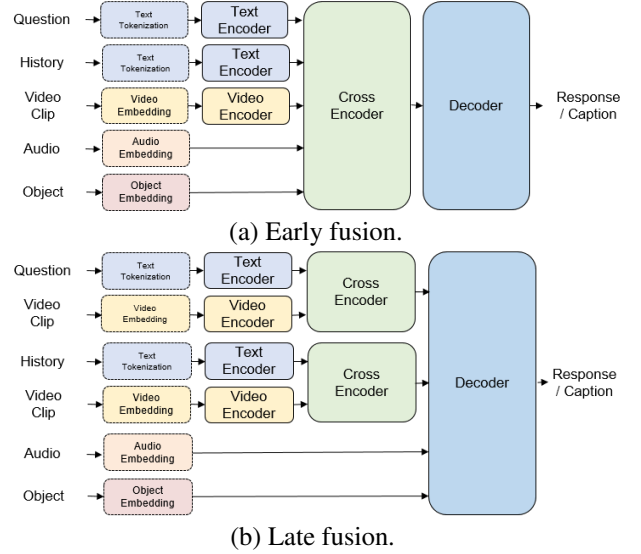 Question
Text
Tokenization
Text
Encoder
History
Text
Tokenization
Text
Encoder
Video
Clip
Video
Embedding
Video
Encoder
Cross
Encoder
Decoder
Response
/ Caption
Audio
Audio
Embedding
Object
Object
Embedding
(a) Early fusion.
Question
Text
Tokenization
Text
Encoder
Cross
Encoder
Video
Clip
Video
Embedding
Video Encoder
History
Text
Tokenization
Text
Encoder
Cross
Encoder
Decoder
Response
/ Caption
Video
Clip
Video
Embedding
Video Encoder
Audio
Audio
Embedding
Object
Object
Embedding
(b) Late fusion.